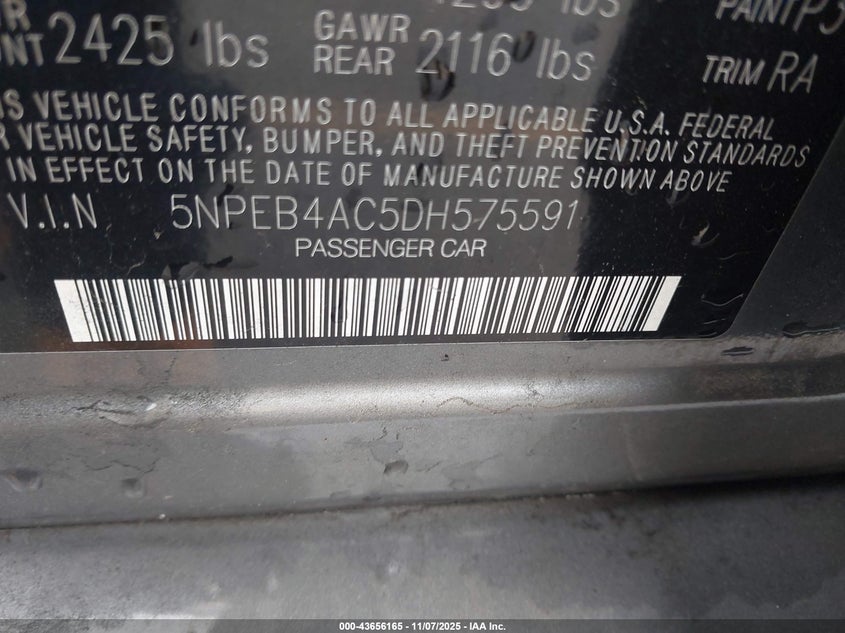 lbs PAINT
2425 lbs GAWR REAR 2116 lbs TRIM RA
VEHICLE CONFORMS TO ALL APPLICABLE U.S.A. FEDERAL
VEHICLE SAFETY, BUMPER, AND THEFT PREVENTION STANDARDS
IN EFFECT ON THE DATE OF MANUFACTURE SHOWN ABOVE
V.I.N 5NPEB4AC5DH575591
PASSENGER CAR
000-43656165 - 11/07/2025 - IAA Inc.